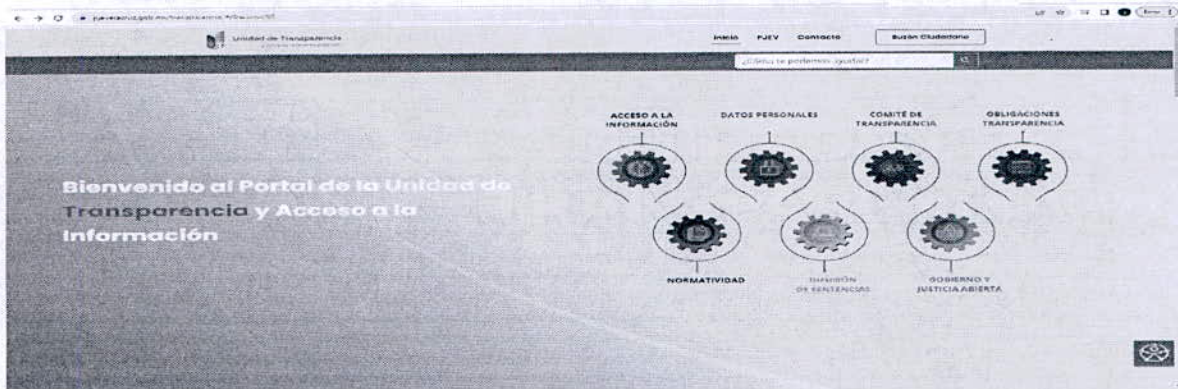 Unidad de Transparencia
Inicio PJEV Contacto Buzón Ciudadano
¿Cómo te podemos ayudar?
ACCESO A LA
INFORMACIÓN
DATOS PERSONALES
COMITÉ DE
TRANSPARENCIA
OBLIGACIONES
TRANSPARENCIA
Bienvenido al Portal de la Unidad de
Transparencia y Acceso a la
Información
NORMATIVIDAD
DIFUSIÓN
DE SENTENCIAS
GOBIERNO Y
JUSTICIA ABIERTA